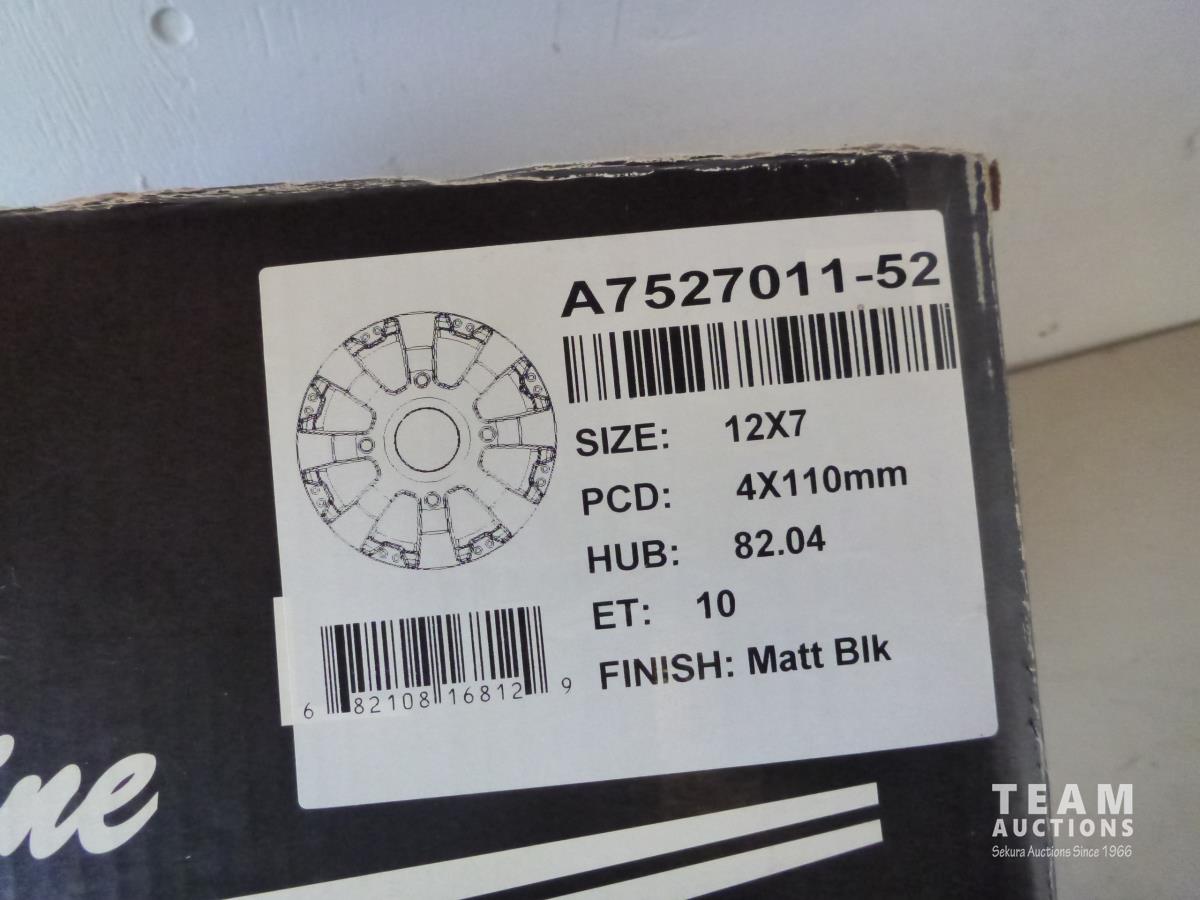 A7527011-52
SIZE: 12X7
PCD: 4X110mm
HUB: 82.04
ET: 10
FINISH: Matt Blk
6 82108 16812 9
TEAM
AUCTIONS
Sekura Auctions Since 1966